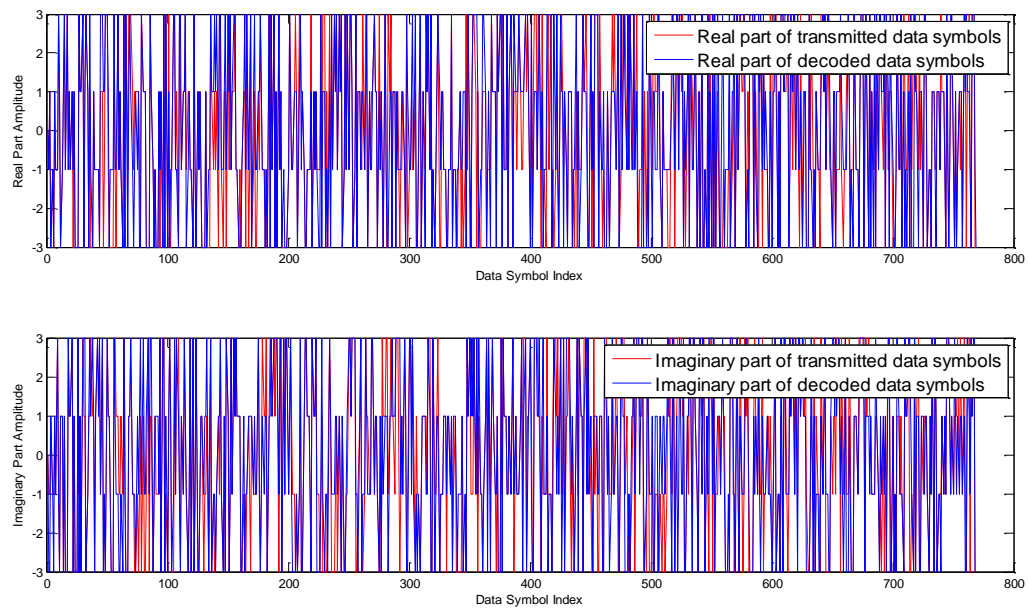 3
2
1
0
-1
-2
-3
Real Part Amplitude
Real part of transmitted data symbols
Real part of decoded data symbols
0 100 200 300 400 500 600 700 800
Data Symbol Index
3
2
1
0
-1
-2
-3
Imaginary Part Amplitude
Imaginary part of transmitted data symbols
Imaginary part of decoded data symbols
0 100 200 300 400 500 600 700 800
Data Symbol Index